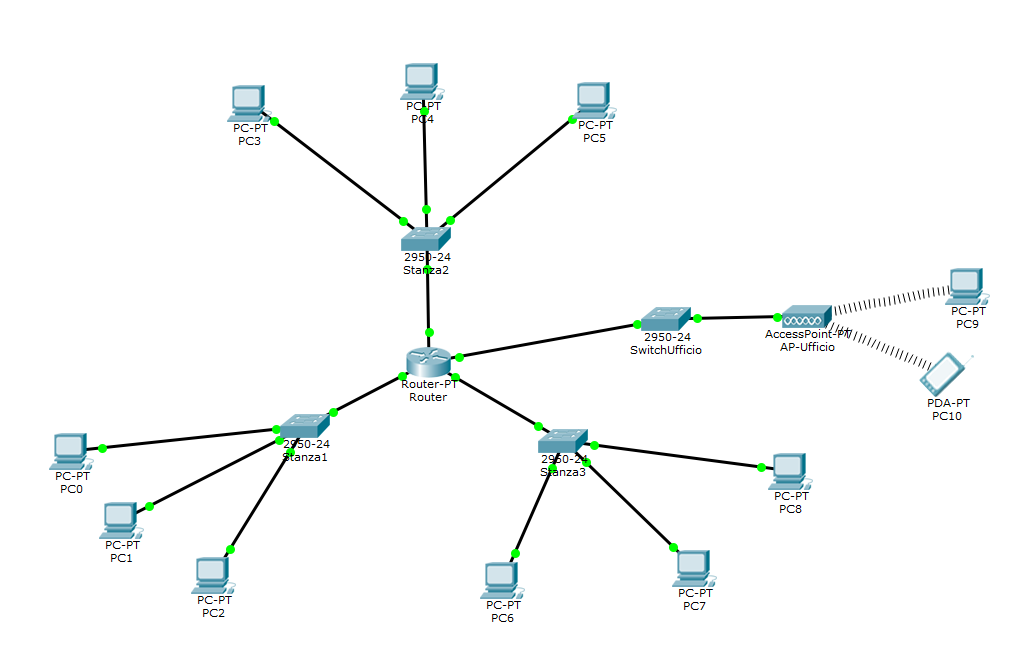 PC-PT
PC3
PC-PT
PC4
PC-PT
PC5
2950-24
Stanza2
2950-24
SwitchUfficio
AccessPoint-PT
AP-Ufficio
PC-PT
PC9
PDA-PT
PC10
Router-PT
Router
2950-24
Stanza1
2950-24
Stanza3
PC-PT
PC0
PC-PT
PC1
PC-PT
PC2
PC-PT
PC6
PC-PT
PC7
PC-PT
PC8